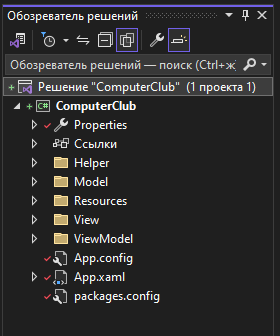 Обозреватель решений
Обозреватель решений — поиск (Ctrl+ж)
Решение "ComputerClub" (1 проекта 1)
C# ComputerClub
Properties
Ссылки
Helper
Model
Resources
View
ViewModel
App.config
App.xaml
packages.config